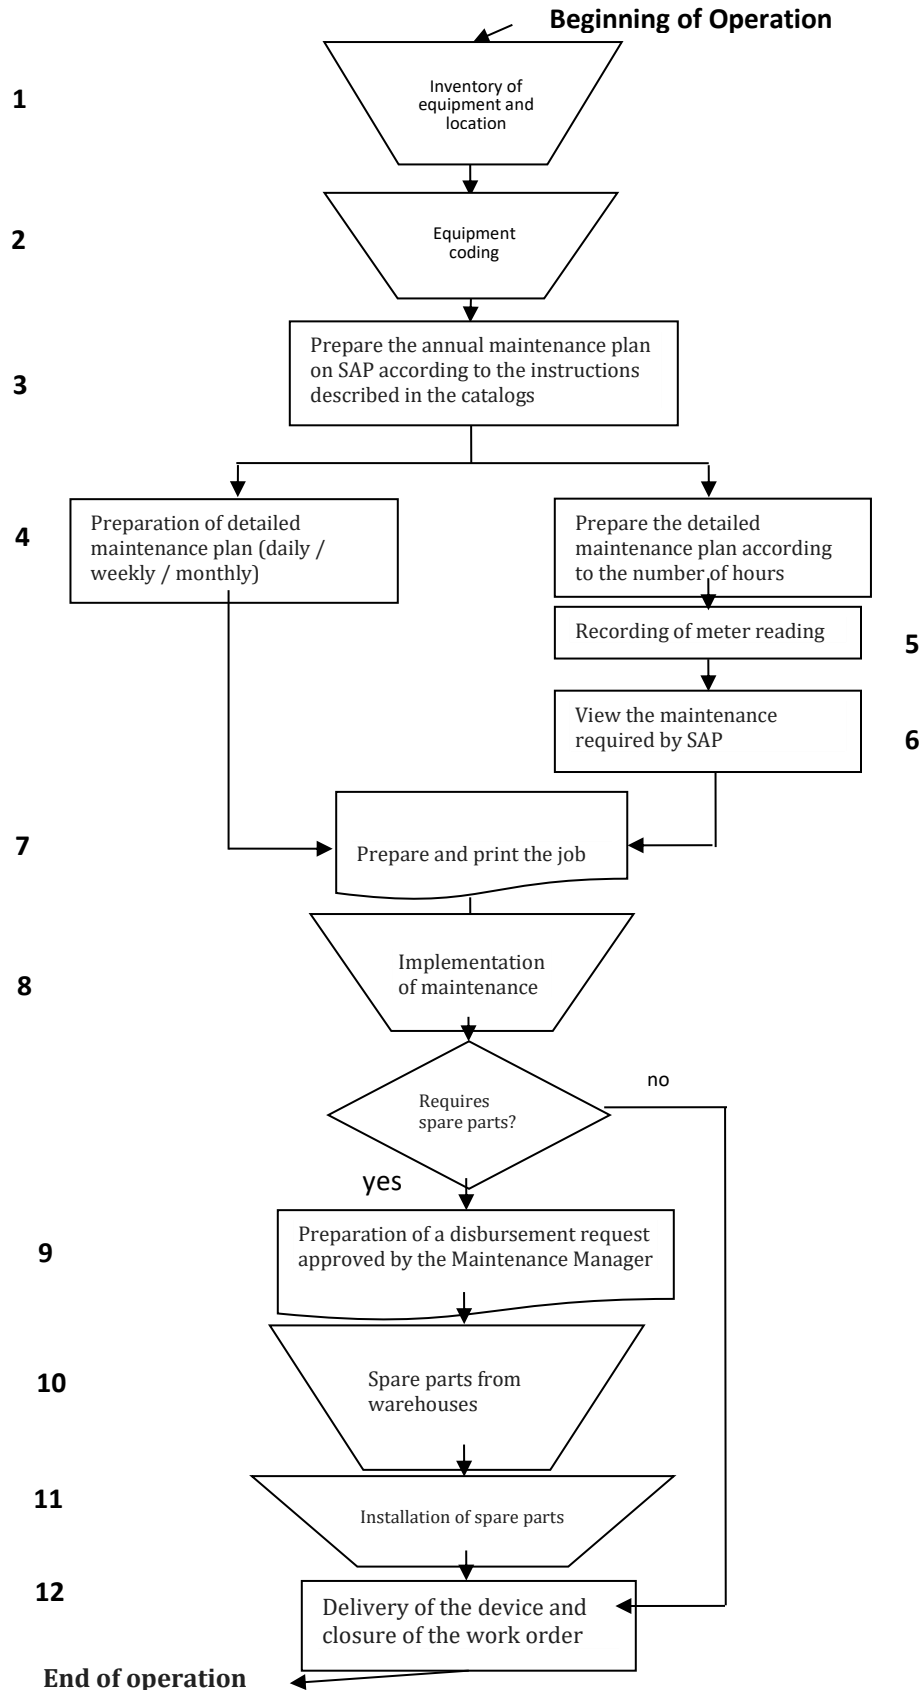 Beginning of Operation
1
Inventory of
equipment and
location
2
Equipment
coding
3
Prepare the annual maintenance plan
on SAP according to the instructions
described in the catalogs
4
Preparation of detailed
maintenance plan (daily /
weekly / monthly)
Prepare the detailed
maintenance plan according
to the number of hours
Recording of meter reading
5
View the maintenance
required by SAP
6
7
Prepare and print the job
8
Implementation
of maintenance
Requires
spare parts?
no
yes
9
Preparation of a disbursement request
approved by the Maintenance Manager
10
Spare parts from
warehouses
11
Installation of spare parts
12
Delivery of the device and
closure of the work order
End of operation